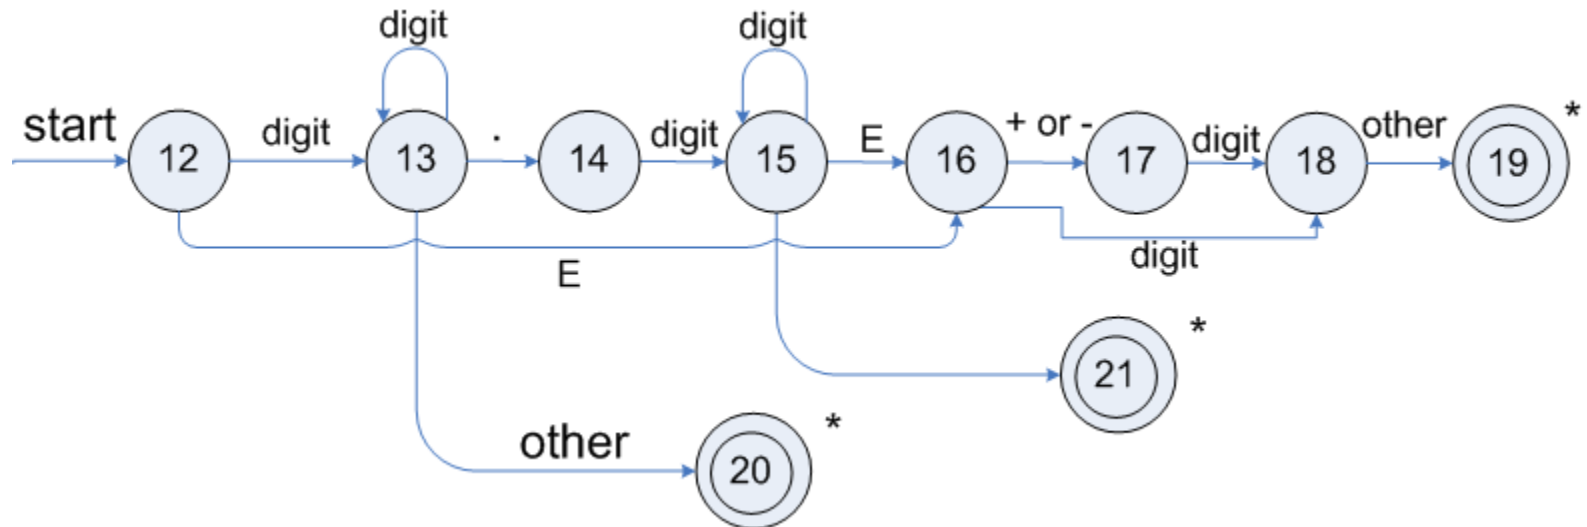 digit
digit
start
12
digit
13
.
14
digit
15
E
16
+ or -
17
digit
18
other
19
*
E
digit
21
*
other
20
*